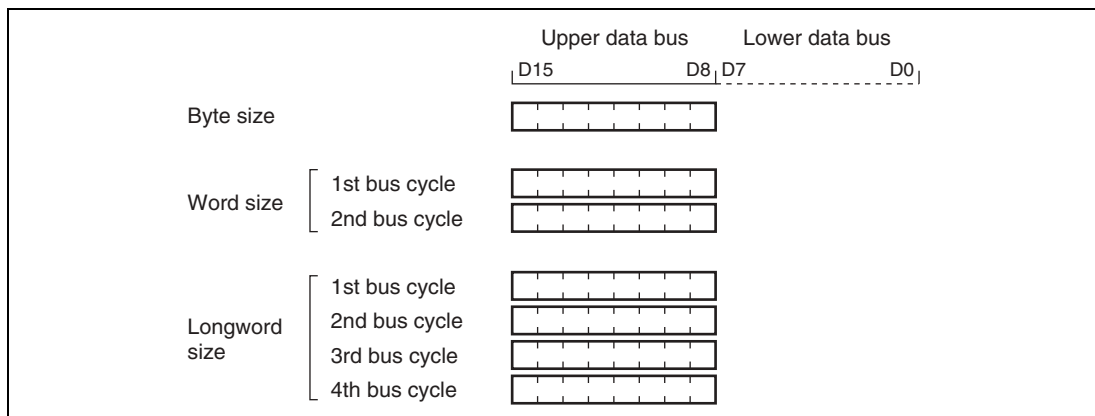 Upper data bus Lower data bus
D15 D8 D7 D0
Byte size
Word size
1st bus cycle
2nd bus cycle
Longword
size
1st bus cycle
2nd bus cycle
3rd bus cycle
4th bus cycle